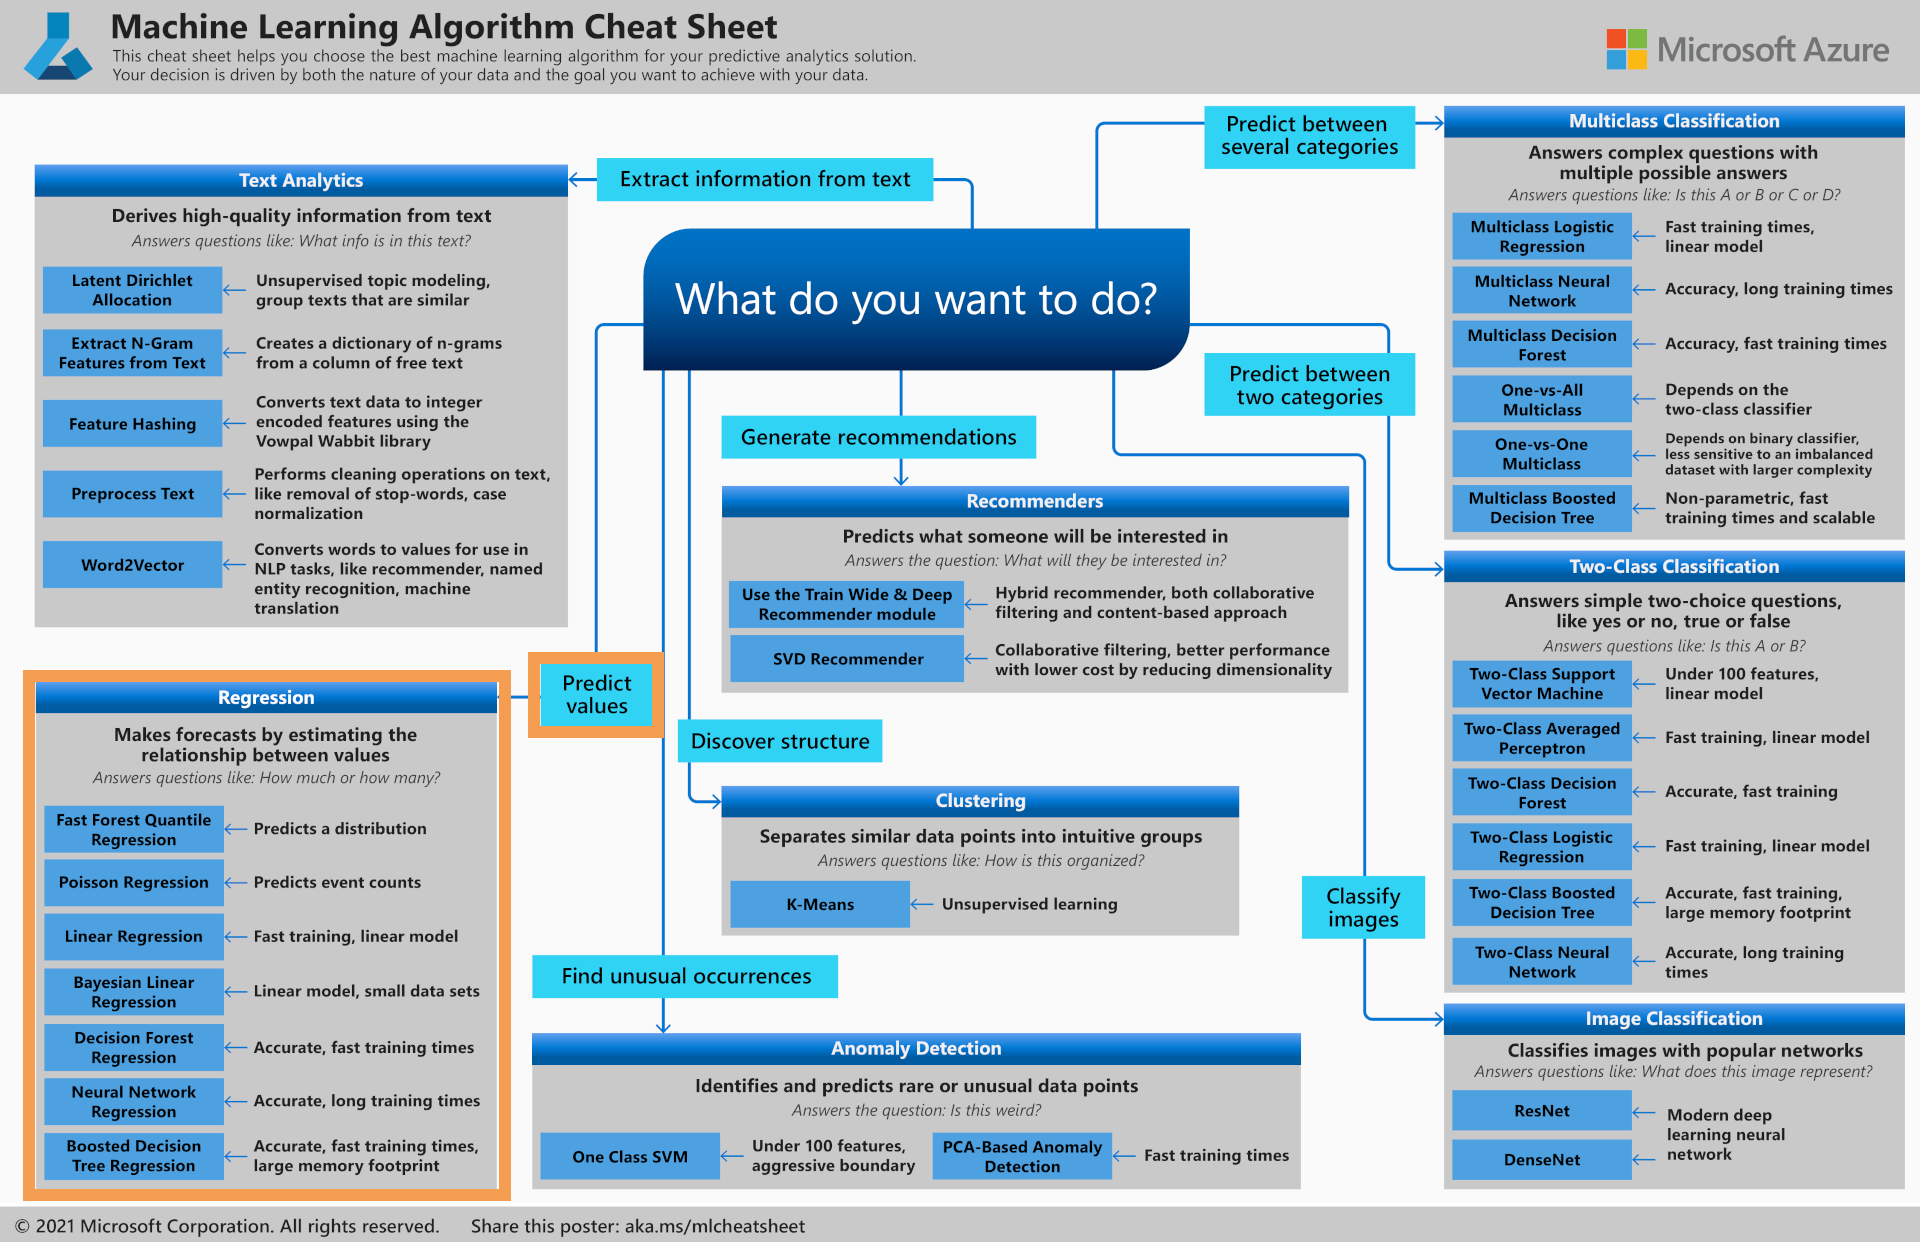 Machine Learning Algorithm Cheat Sheet
This cheat sheet helps you choose the best machine learning algorithm for your predictive analytics solution.
Your decision is driven by both the nature of your data and the goal you want to achieve with your data.
Microsoft Azure
What do you want to do?
Extract information from text
Text Analytics
Derives high-quality information from text
Answers questions like: What info is in this text?
Latent Dirichlet
Allocation
Unsupervised topic modeling,
group texts that are similar
Extract N-Gram
Features from Text
Creates a dictionary of n-grams
from a column of free text
Feature Hashing
Converts text data to integer
encoded features using the
Vowpal Wabbit library
Preprocess Text
Performs cleaning operations on text,
like removal of stop-words, case
normalization
Word2Vector
Converts words to values for use in
NLP tasks, like recommender, named
entity recognition, machine
translation
Predict
values
Regression
Makes forecasts by estimating the
relationship between values
Answers questions like: How much or how many?
Fast Forest Quantile
Regression
Predicts a distribution
Poisson Regression
Predicts event counts
Linear Regression
Fast training, linear model
Bayesian Linear
Regression
Linear model, small data sets
Decision Forest
Regression
Accurate, fast training times
Neural Network
Regression
Accurate, long training times
Boosted Decision
Tree Regression
Accurate, fast training times,
large memory footprint
Generate recommendations
Recommenders
Predicts what someone will be interested in
Answers the question: What will they be interested in?
Use the Train Wide & Deep
Recommender module
Hybrid recommender, both collaborative
filtering and content-based approach
SVD Recommender
Collaborative filtering, better performance
with lower cost by reducing dimensionality
Discover structure
Clustering
Separates similar data points into intuitive groups
Answers questions like: How is this organized?
K-Means
Unsupervised learning
Find unusual occurrences
Anomaly Detection
Identifies and predicts rare or unusual data points
Answers the question: Is this weird?
One Class SVM
Under 100 features,
aggressive boundary
PCA-Based Anomaly
Detection
Fast training times
Predict between
several categories
Multiclass Classification
Answers complex questions with
multiple possible answers
Answers questions like: Is this A or B or C or D?
Multiclass Logistic
Regression
Fast training times,
linear model
Multiclass Neural
Network
Accuracy, long training times
Multiclass Decision
Forest
Accuracy, fast training times
One-vs-All
Multiclass
Depends on the
two-class classifier
One-vs-One
Multiclass
Depends on binary classifier,
less sensitive to an imbalanced
dataset with larger complexity
Multiclass Boosted
Decision Tree
Non-parametric, fast
training times and scalable
Predict between
two categories
Two-Class Classification
Answers simple two-choice questions,
like yes or no, true or false
Answers questions like: Is this A or B?
Two-Class Support
Vector Machine
Under 100 features,
linear model
Two-Class Averaged
Perceptron
Fast training, linear model
Two-Class Decision
Forest
Accurate, fast training
Two-Class Logistic
Regression
Fast training, linear model
Two-Class Boosted
Decision Tree
Accurate, fast training,
large memory footprint
Two-Class Neural
Network
Accurate, long training
times
Classify
images
Image Classification
Classifies images with popular networks
Answers questions like: What does this image represent?
ResNet
DenseNet
Modern deep
learning neural
network
© 2021 Microsoft Corporation. All rights reserved.
Share this poster: aka.ms/mlcheatsheet